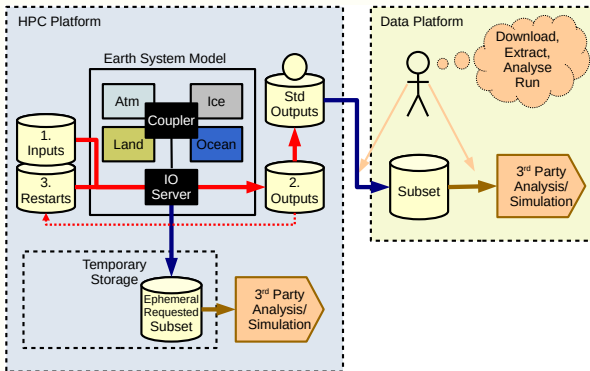 HPC Platform
Earth System Model
Atm
Ice
Coupler
Land
Ocean
IO
Server
1.
Inputs
3.
Restarts
Std
Outputs
2.
Outputs
Temporary
Storage
Ephemeral
Requested
Subset
3rd Party
Analysis/
Simulation
Data Platform
Download,
Extract,
Analyse
Run
Subset
3rd Party
Analysis/
Simulation